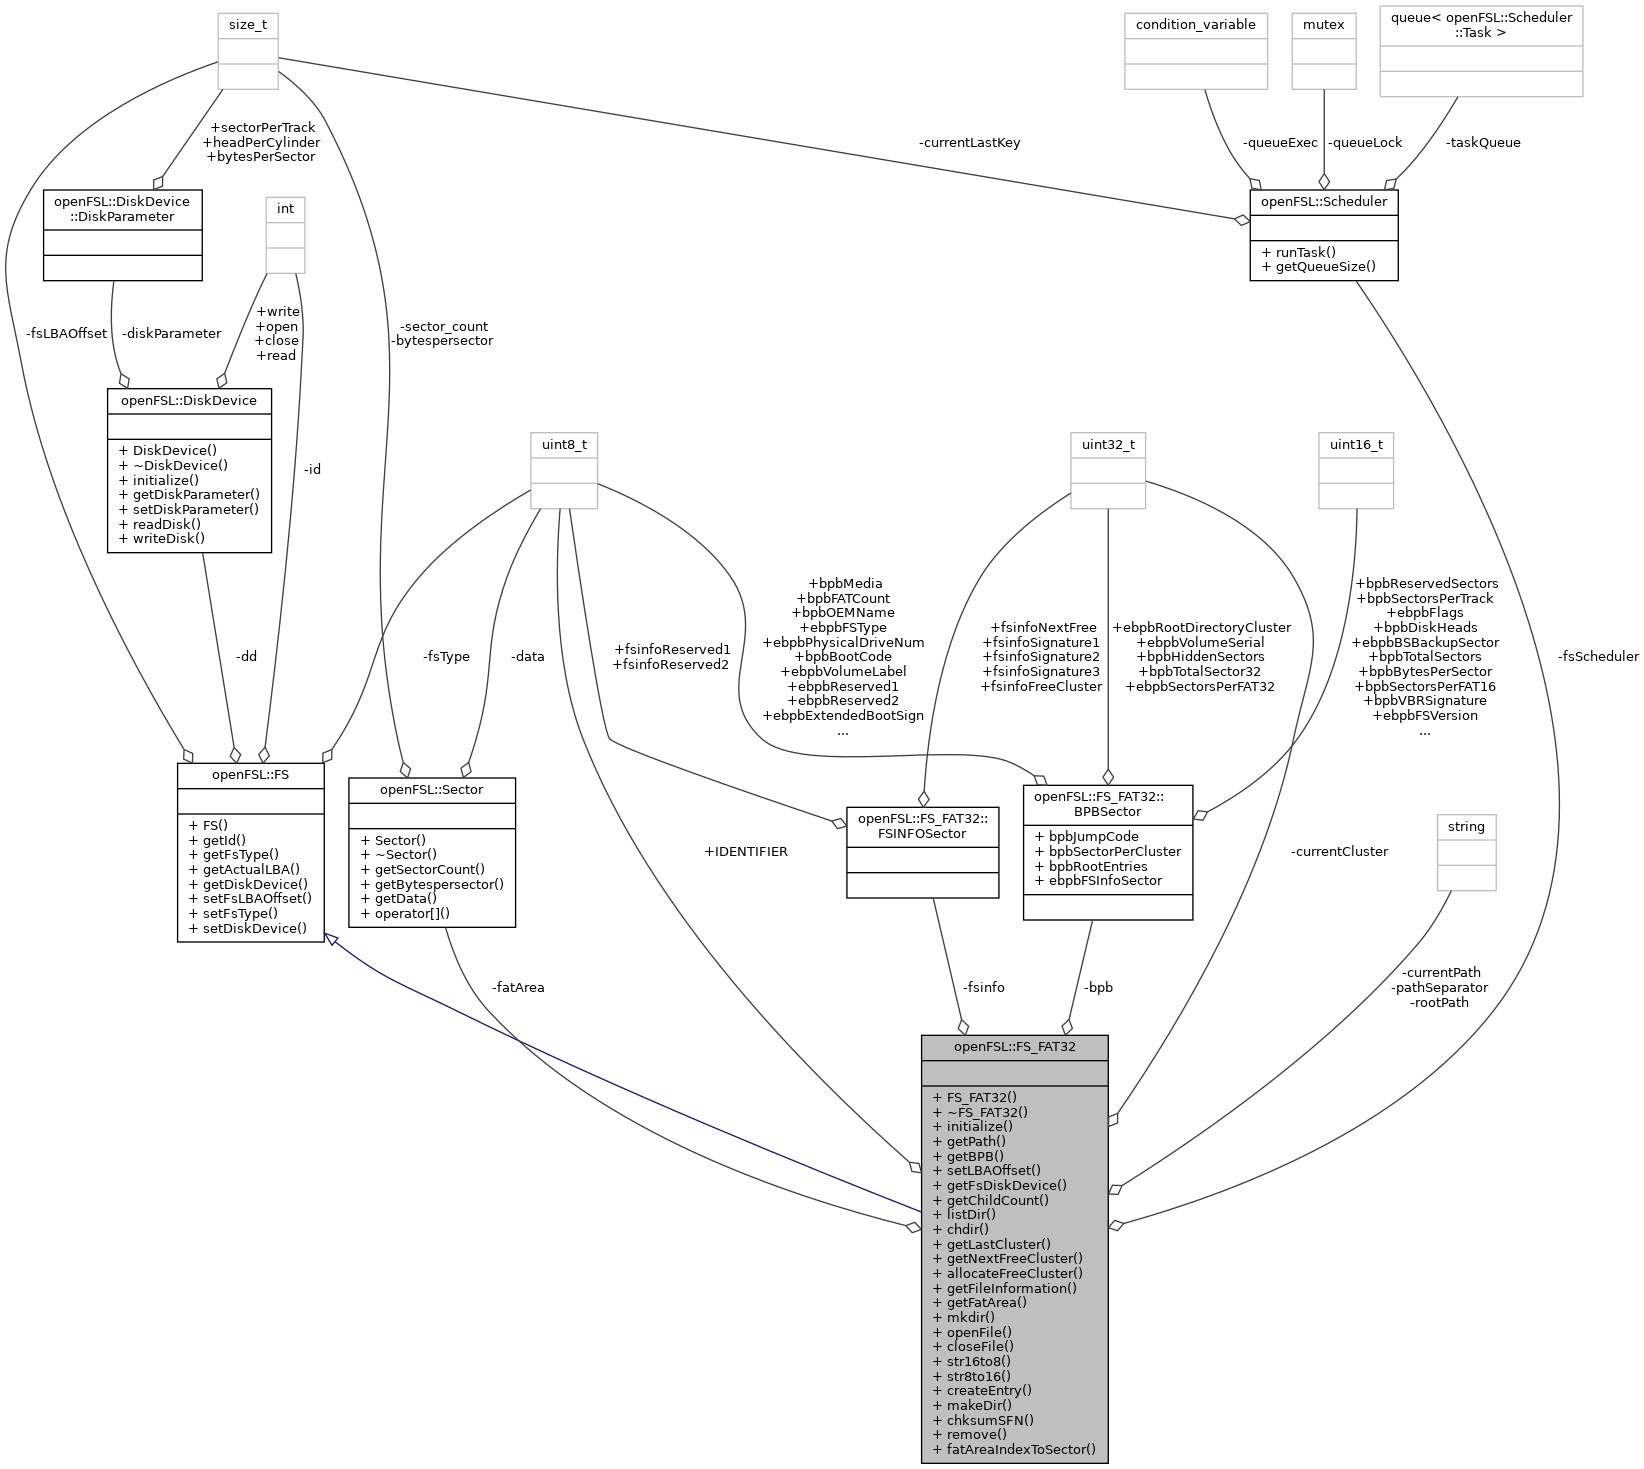 size_t
condition_variable
mutex
queue< openFSL::Scheduler
::Task >
+sectorPerTrack
+headPerCylinder
+bytesPerSector
-currentLastKey
-queueExec
-queueLock
-taskQueue
openFSL::DiskDevice
::DiskParameter
int
openFSL::Scheduler
+ runTask()
+ getQueueSize()
-fsLBAOffset
-diskParameter
+write
+open
+close
+read
-sector_count
-bytespersector
openFSL::DiskDevice
+ DiskDevice()
+ ~DiskDevice()
+ initialize()
+ getDiskParameter()
+ setDiskParameter()
+ readDisk()
+ writeDisk()
-id
uint8_t
uint32_t
uint16_t
-dd
-fsType
-data
+fsinfoReserved1
+fsinfoReserved2
+bpbMedia
+bpbFATCount
+bpbOEMName
+ebpbFSType
+ebpbPhysicalDriveNum
+bpbBootCode
+ebpbVolumeLabel
+ebpbReserved1
+ebpbReserved2
+ebpbExtendedBootSign
...
+fsinfoNextFree
+fsinfoSignature1
+fsinfoSignature2
+fsinfoSignature3
+fsinfoFreeCluster
+ebpbRootDirectoryCluster
+ebpbVolumeSerial
+bpbHiddenSectors
+bpbTotalSector32
+ebpbSectorsPerFAT32
+bpbReservedSectors
+bpbSectorsPerTrack
+ebpbFlags
+bpbDiskHeads
+ebpbBSBackupSector
+bpbTotalSectors
+bpbBytesPerSector
+bpbSectorsPerFAT16
+bpbVBRSignature
+ebpbFSVersion
...
-fsScheduler
openFSL::FS
+ FS()
+ getId()
+ getFsType()
+ getActualLBA()
+ getDiskDevice()
+ setFsLBAOffset()
+ setFsType()
+ setDiskDevice()
openFSL::Sector
+ Sector()
+ ~Sector()
+ getSectorCount()
+ getBytespersector()
+ getData()
+ operator[]()
+IDENTIFIER
openFSL::FS_FAT32::
FSINFOSector
openFSL::FS_FAT32::
BPBSector
+ bpbJumpCode
+ bpbSectorPerCluster
+ bpbRootEntries
+ ebpbFSInfoSector
-currentCluster
string
-fatArea
-fsinfo
-bpb
-currentPath
-pathSeparator
-rootPath
openFSL::FS_FAT32
+ FS_FAT32()
+ ~FS_FAT32()
+ initialize()
+ getPath()
+ getBPB()
+ setLBAOffset()
+ getFsDiskDevice()
+ getChildCount()
+ listDir()
+ chdir()
+ getLastCluster()
+ getNextFreeCluster()
+ allocateFreeCluster()
+ getFileInformation()
+ getFatArea()
+ mkdir()
+ openFile()
+ closeFile()
+ str16to8()
+ str8to16()
+ createEntry()
+ makeDir()
+ chksumSFN()
+ remove()
+ fatAreaIndexToSector()